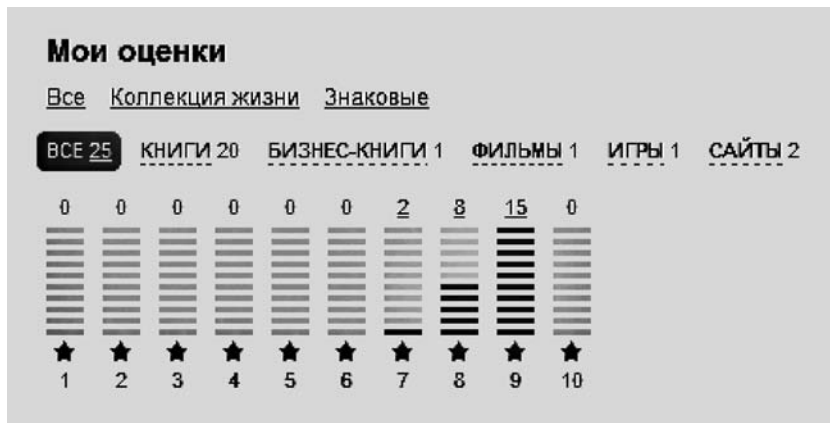 Мои оценки
Все Коллекция жизни Знаковые
ВСЕ 25 КНИГИ 20 БИЗНЕС-КНИГИ 1 ФИЛЬМЫ 1 ИГРЫ 1 САЙТЫ 2
0 0 0 0 0 0 2 8 15 0
1 2 3 4 5 6 7 8 9 10